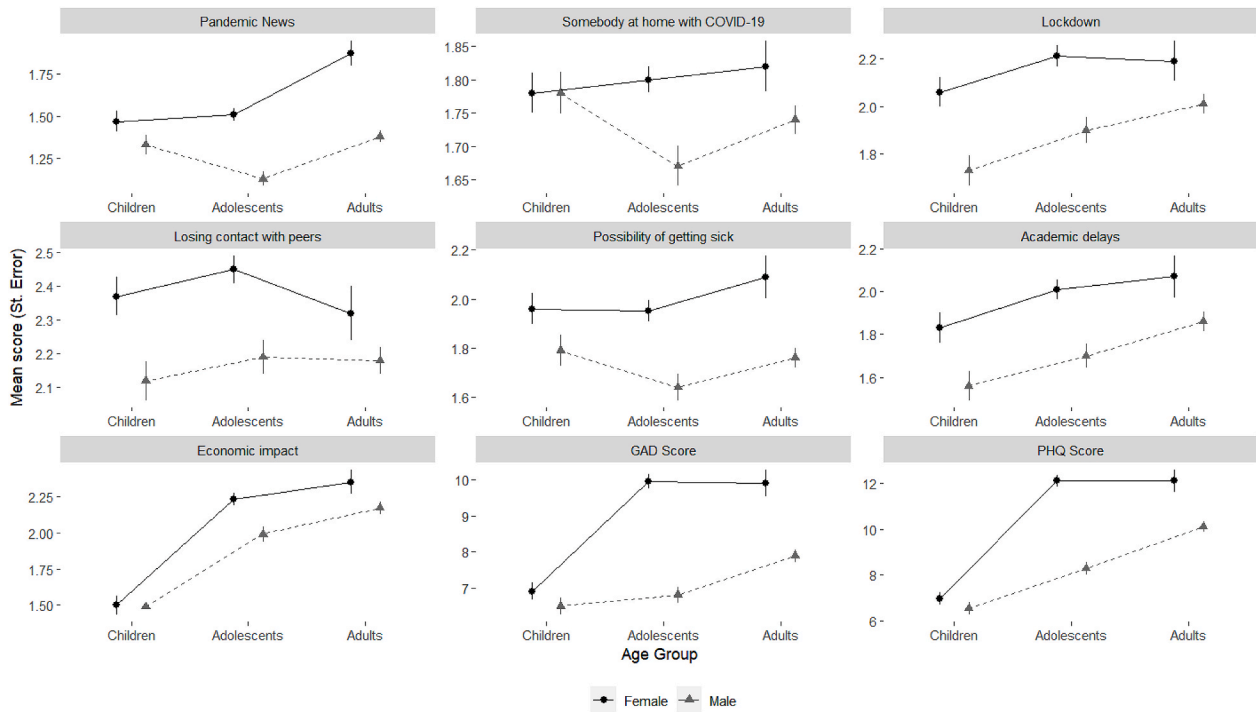 Pandemic News
Somebody at home with COVID-19
Lockdown
1.75
1.50
1.25
1.85
1.80
1.75
1.70
1.65
2.2
2.0
1.8
Children Adolescents Adults
Children Adolescents Adults
Children Adolescents Adults
Losing contact with peers
Possibility of getting sick
Academic delays
2.5
2.4
2.3
2.2
2.1
2.2
2.0
1.8
1.6
2.2
2.0
1.8
1.6
Children Adolescents Adults
Children Adolescents Adults
Children Adolescents Adults
Economic impact
GAD Score
PHQ Score
2.25
2.00
1.75
1.50
10
9
8
7
12
10
8
6
Children Adolescents Adults
Children Adolescents Adults
Children Adolescents Adults
Mean score (St. Error)
Age Group
Female Male